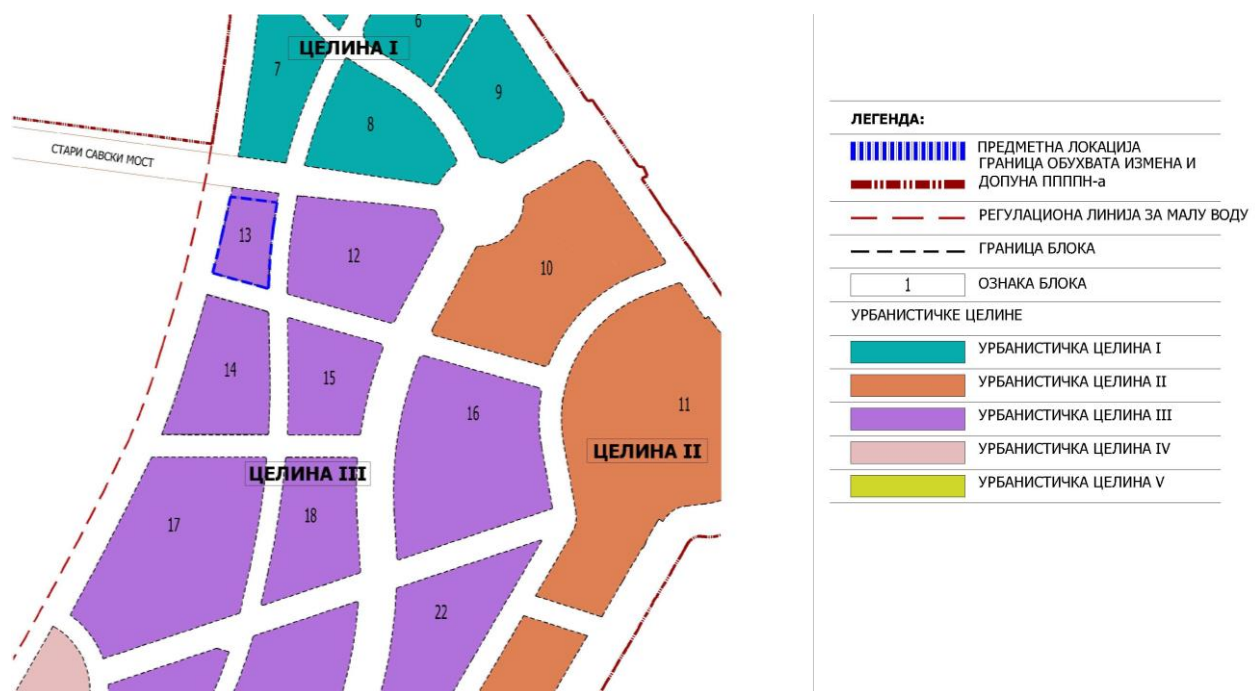 6
ЦЕЛИНА I
7
9
8
СТАРИ САВСКИ МОСТ
13
12
10
14
15
16
11
ЦЕЛИНА II
ЦЕЛИНА III
17
18
22
ЛЕГЕНДА:
ПРЕДМЕТНА ЛОКАЦИЈА
ГРАНИЦА ОБУХВАТА ИЗМЕНА И
ДОПУНА ПППППН-а
РЕГУЛАЦИОНА ЛИНИЈА ЗА МАЛУ ВОДУ
ГРАНИЦА БЛОКА
1 ОЗНАКА БЛОКА
УРБАНИСТИЧКЕ ЦЕЛИНЕ
УРБАНИСТИЧКА ЦЕЛИНА I
УРБАНИСТИЧКА ЦЕЛИНА II
УРБАНИСТИЧКА ЦЕЛИНА III
УРБАНИСТИЧКА ЦЕЛИНА IV
УРБАНИСТИЧКА ЦЕЛИНА V